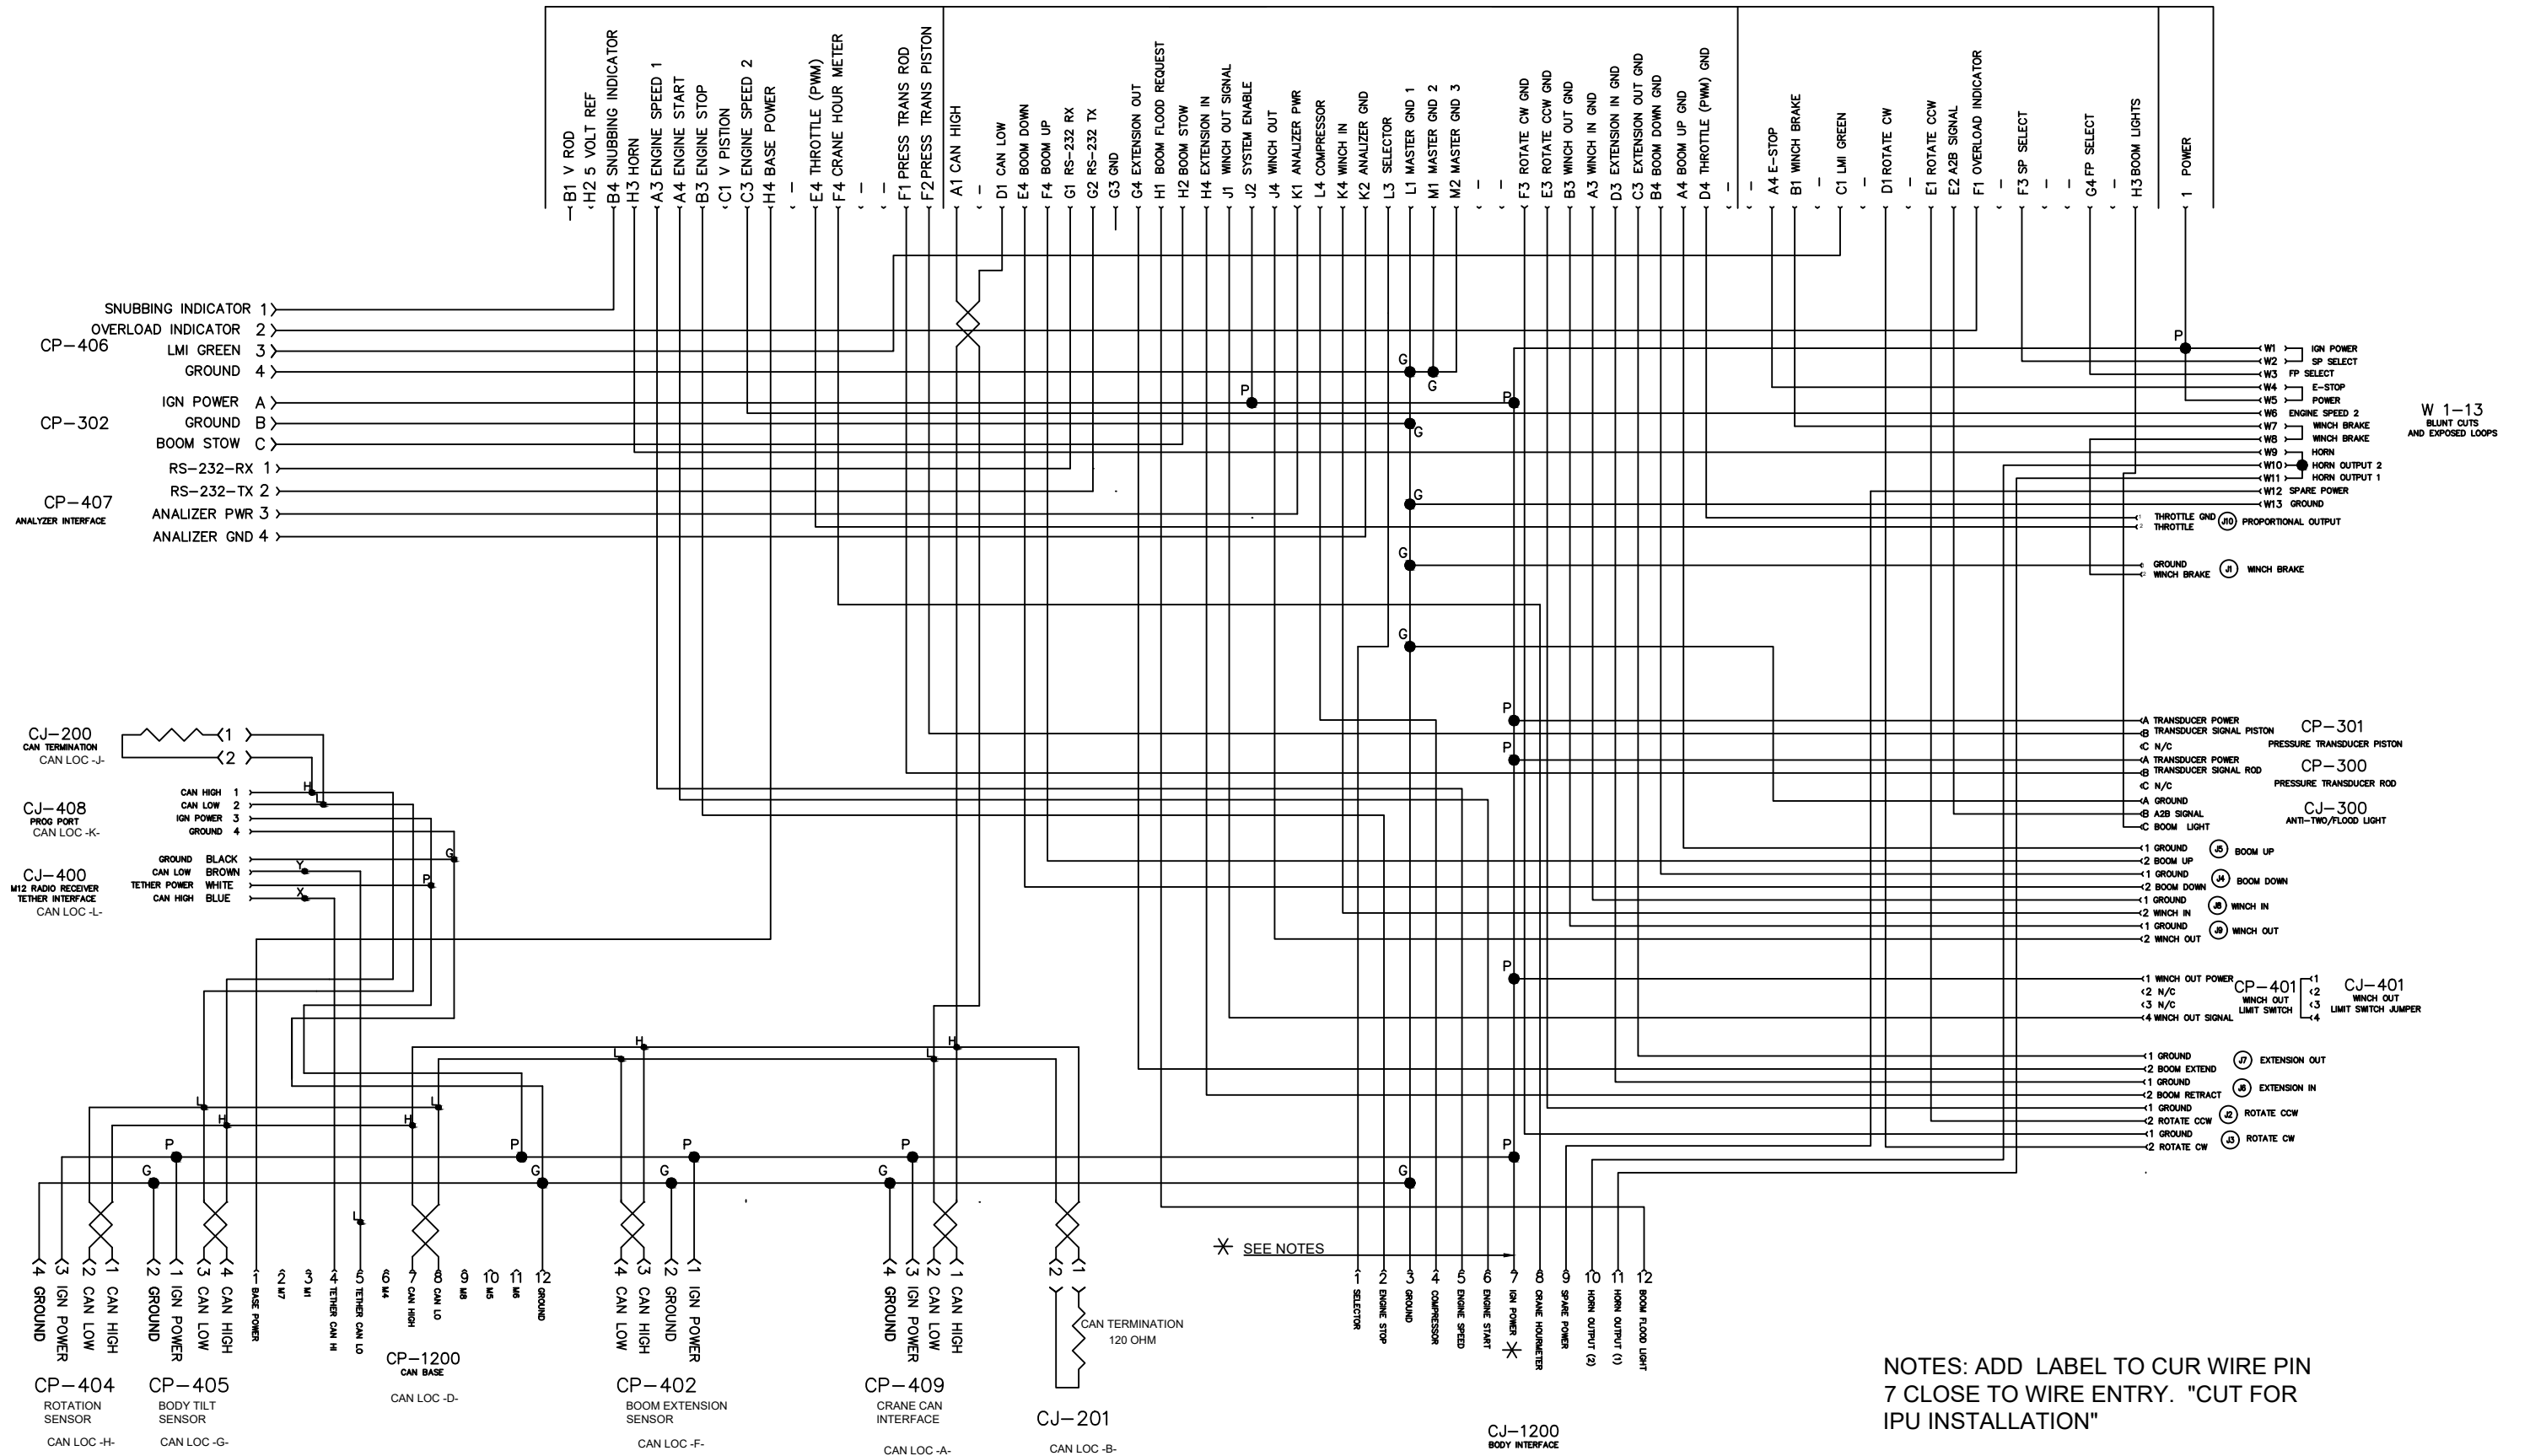 B1 V ROD
H2 5 VOLT REF
B4 SNUBBING INDICATOR
H3 HORN
A3 ENGINE SPEED 1
A4 ENGINE START
B3 ENGINE STOP
C1 V PISTION
C3 ENGINE SPEED 2
H4 BASE POWER
-
E4 THROTTLE (PWM)
F4 CRANE HOUR METER
-
-
F1 PRESS TRANS ROD
F2 PRESS TRANS PISTON
A1 CAN HIGH
-
D1 CAN LOW
E4 BOOM DOWN
F4 BOOM UP
G1 RS-232 RX
G2 RS-232 TX
G3 GND
G4 EXTENSION OUT
H1 BOOM FLOOD REQUEST
H2 BOOM STOW
H4 EXTENSION IN
J1 WINCH OUT SIGNAL
J2 SYSTEM ENABLE
J4 WINCH OUT
K1 ANALIZER PWR
L4 COMPRESSOR
K4 WINCH IN
K2 ANALIZER GND
L3 SELECTOR
L1 MASTER GND 1
M1 MASTER GND 2
M2 MASTER GND 3
-
-
F3 ROTATE CW GND
E3 ROTATE CCW GND
B3 WINCH OUT GND
A3 WINCH IN GND
D3 EXTENSION IN GND
C3 EXTENSION OUT GND
B4 BOOM DOWN GND
A4 BOOM UP GND
D4 THROTTLE (PWM) GND
-
-
A4 E-STOP
B1 WINCH BRAKE
-
C1 LMI GREEN
-
D1 ROTATE CW
-
E1 ROTATE CCW
E2 A2B SIGNAL
F1 OVERLOAD INDICATOR
-
F3 SP SELECT
-
-
G4 FP SELECT
-
H3 BOOM LIGHTS
1 POWER
CP-406
SNUBBING INDICATOR 1
OVERLOAD INDICATOR 2
LMI GREEN 3
GROUND 4
CP-302
IGN POWER A
GROUND B
BOOM STOW C
CP-407
ANALYZER INTERFACE
RS-232-RX 1
RS-232-TX 2
ANALIZER PWR 3
ANALIZER GND 4
G
G
P
P
P
G
G
G
G
P
P
P
W1 IGN POWER
W2 SP SELECT
W3 FP SELECT
W4 E-STOP
W5 POWER
W6 ENGINE SPEED 2
W7 WINCH BRAKE
W8 WINCH BRAKE
W9 HORN
W10 HORN OUTPUT 2
W11 HORN OUTPUT 1
W12 SPARE POWER
W13 GROUND
W 1-13
BLUNT CUTS
AND EXPOSED LOOPS
1 THROTTLE GND
2 THROTTLE
J10 PROPORTIONAL OUTPUT
GROUND
WINCH BRAKE
J1 WINCH BRAKE
A TRANSDUCER POWER
B TRANSDUCER SIGNAL PISTON
C N/C
CP-301
PRESSURE TRANSDUCER PISTON
A TRANSDUCER POWER
B TRANSDUCER SIGNAL ROD
C N/C
CP-300
PRESSURE TRANSDUCER ROD
A GROUND
B A2B SIGNAL
C BOOM LIGHT
CJ-300
ANTI-TWO/FLOOD LIGHT
1 GROUND
2 BOOM UP
J5 BOOM UP
1 GROUND
2 BOOM DOWN
J4 BOOM DOWN
1 GROUND
2 WINCH IN
J8 WINCH IN
1 GROUND
2 WINCH OUT
J9 WINCH OUT
1 WINCH OUT POWER
2 N/C
3 N/C
4 WINCH OUT SIGNAL
CP-401
WINCH OUT
LIMIT SWITCH
1
2
3
4
CJ-401
WINCH OUT
LIMIT SWITCH JUMPER
1 GROUND
2 BOOM EXTEND
J7 EXTENSION OUT
1 GROUND
2 BOOM RETRACT
J6 EXTENSION IN
1 GROUND
2 ROTATE CCW
J2 ROTATE CCW
1 GROUND
2 ROTATE CW
J3 ROTATE CW
CJ-200
CAN TERMINATION
CAN LOC -J-
1
2
CJ-408
PROG PORT
CAN LOC -K-
CAN HIGH 1
CAN LOW 2
IGN POWER 3
GROUND 4
H
L
CJ-400
M12 RADIO RECEIVER
TETHER INTERFACE
CAN LOC -L-
GROUND BLACK
CAN LOW BROWN
TETHER POWER WHITE
CAN HIGH BLUE
G
Y
P
X
H
L
H
L
L
L
H
H
P
P
P
P
P
G
G
G
G
G
L
4 GROUND
3 IGN POWER
2 CAN LOW
1 CAN HIGH
CP-404
ROTATION
SENSOR
CAN LOC -H-
2 GROUND
1 IGN POWER
3 CAN LOW
4 CAN HIGH
CP-405
BODY TILT
SENSOR
CAN LOC -G-
1 BASE POWER
2 M7
3 M1
4 TETHER CAN HI
5 TETHER CAN LO
6 M4
7 CAN HIGH
8 CAN LO
9 M8
10 M5
11 M6
12 GROUND
CP-1200
CAN BASE
CAN LOC -D-
4 CAN LOW
3 CAN HIGH
2 GROUND
1 IGN POWER
CP-402
BOOM EXTENSION
SENSOR
CAN LOC -F-
4 GROUND
3 IGN POWER
2 CAN LOW
1 CAN HIGH
CP-409
CRANE CAN
INTERFACE
CAN LOC -A-
2
1
CAN TERMINATION
120 OHM
CJ-201
CAN LOC -B-
SEE NOTES
1 SELECTOR
2 ENGINE STOP
3 GROUND
4 COMPRESSOR
5 ENGINE SPEED
6 ENGINE START
7 IGN POWER
8 CRANE HOURMETER
9 SPARE POWER
10 HORN OUTPUT (2)
11 HORN OUTPUT (1)
12 BOOM FLOOD LIGHT
CJ-1200
BODY INTERFACE
NOTES: ADD LABEL TO CUR WIRE PIN
7 CLOSE TO WIRE ENTRY. "CUT FOR
IPU INSTALLATION"